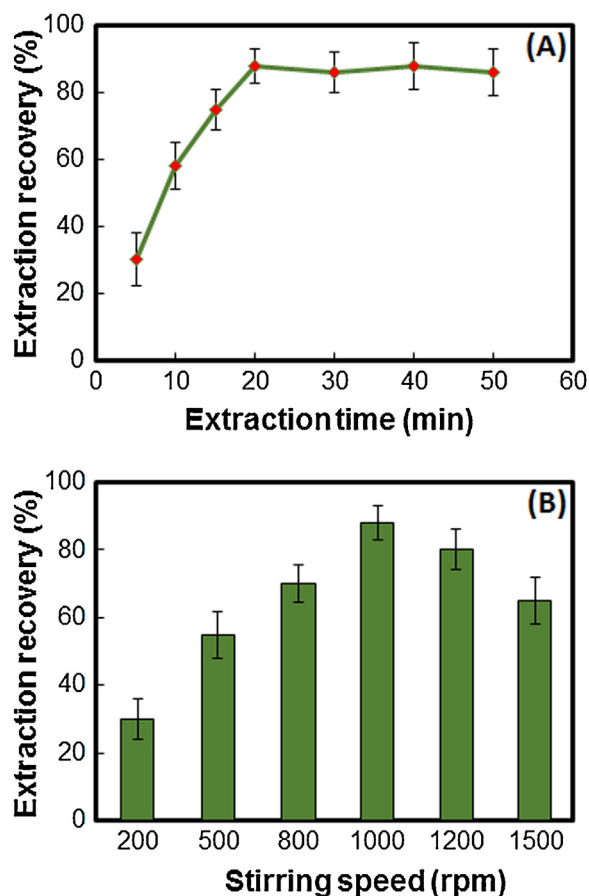 (A)
Extraction recovery (%)
100
80
60
40
20
0
0 10 20 30 40 50 60
Extraction time (min)
(B)
Extraction recovery (%)
100
80
60
40
20
0
200 500 800 1000 1200 1500
Stirring speed (rpm)